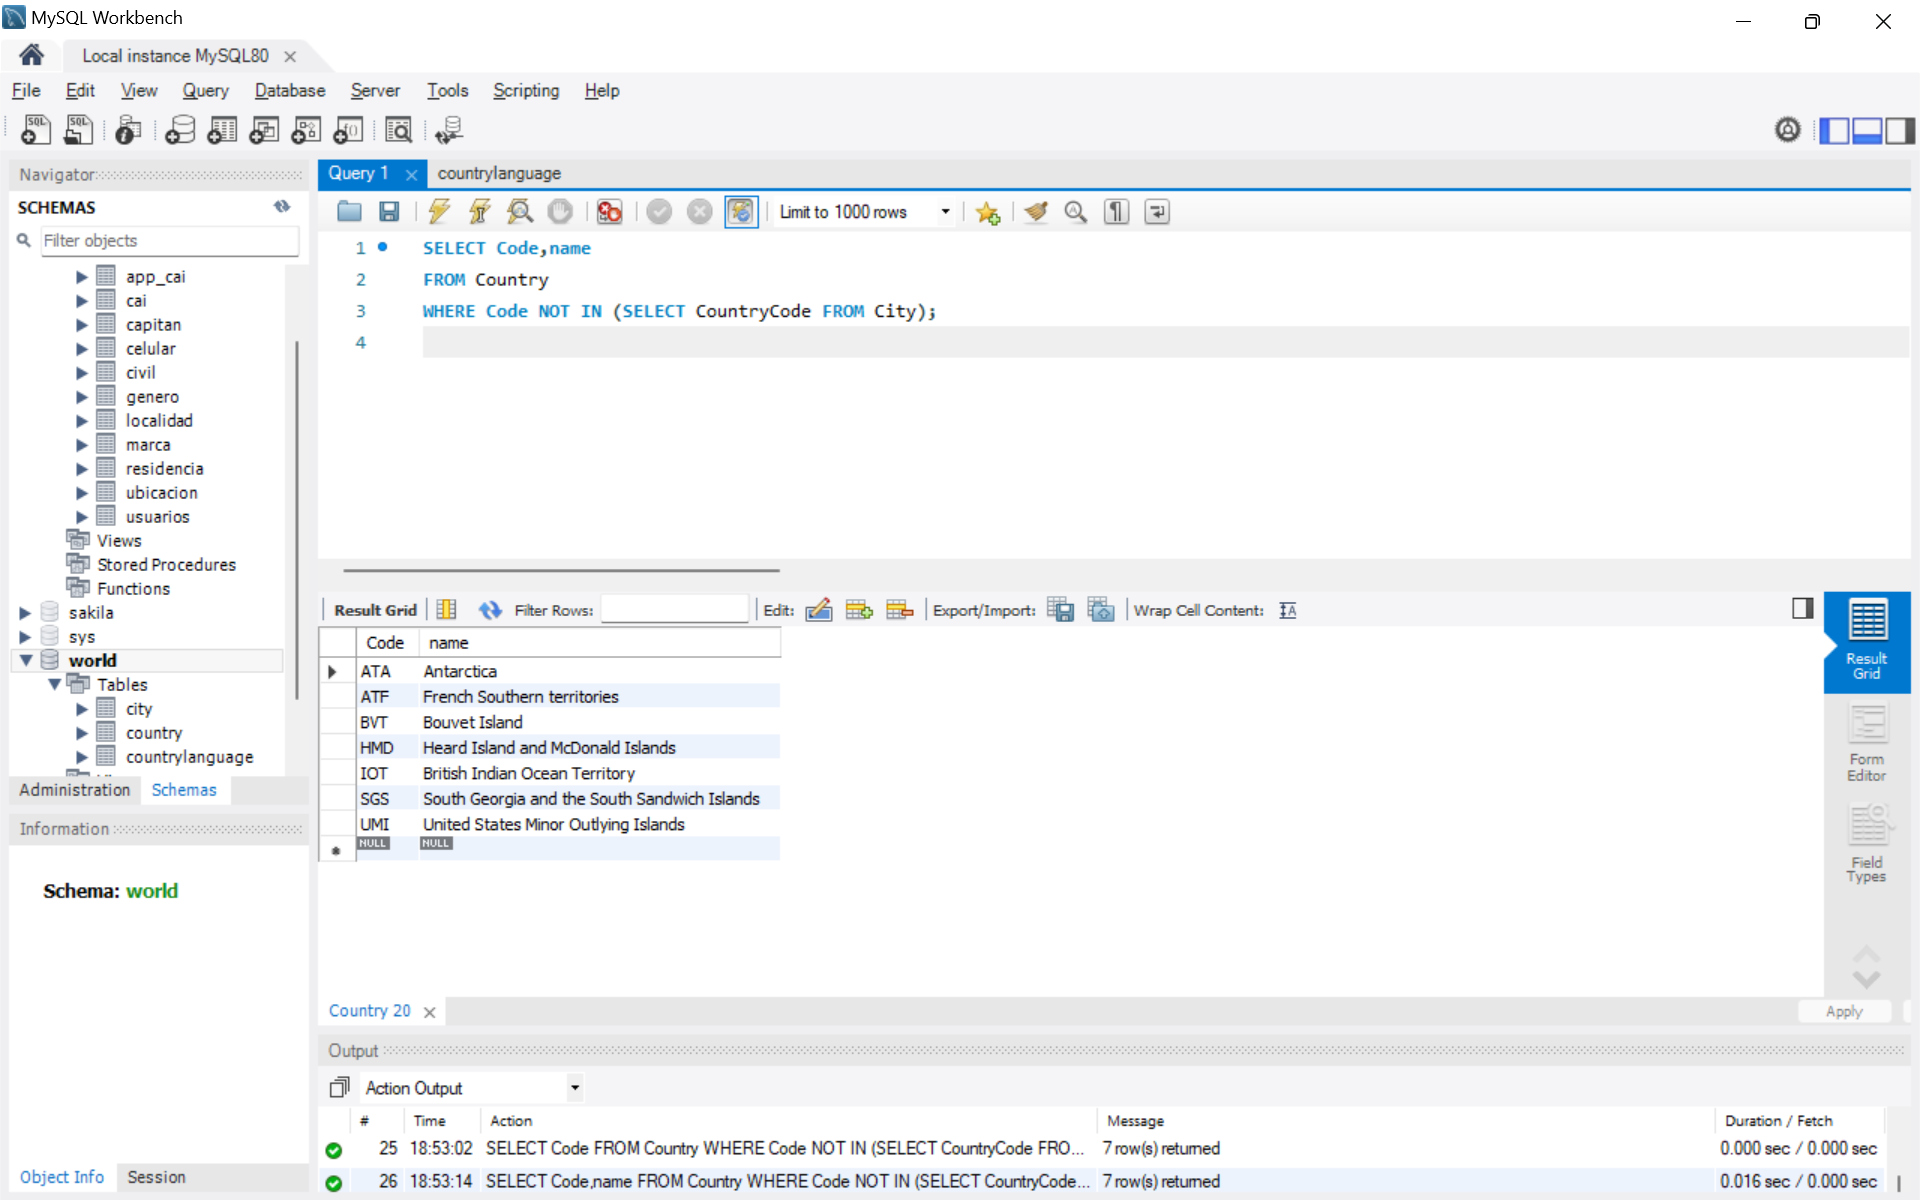 MySQL Workbench
Local instance MySQL80
File Edit View Query Database Server Tools Scripting Help
Navigator
SCHEMAS
Filter objects
app_cai
cai
capitan
celular
civil
genero
localidad
marca
residencia
ubicacion
usuarios
Views
Stored Procedures
Functions
sakila
sys
world
Tables
city
country
countrylanguage
Administration Schemas
Information
Schema: world
Object Info Session
Query 1 countrylanguage
Limit to 1000 rows
1 SELECT Code,name
2 FROM Country
3 WHERE Code NOT IN (SELECT CountryCode FROM City);
4
Result Grid Filter Rows: Edit: Export/Import: Wrap Cell Content:
Code name
ATA Antarctica
ATF French Southern territories
BVT Bouvet Island
HMD Heard Island and McDonald Islands
IOT British Indian Ocean Territory
SGS South Georgia and the South Sandwich Islands
UMI United States Minor Outlying Islands
NULL NULL
Result
Grid
Form
Editor
Field
Types
Country 20
Apply
Output
Action Output
# Time Action Message Duration / Fetch
25 18:53:02 SELECT Code FROM Country WHERE Code NOT IN (SELECT CountryCode FRO... 7 row(s) returned 0.000 sec / 0.000 sec
26 18:53:14 SELECT Code,name FROM Country WHERE Code NOT IN (SELECT CountryCode... 7 row(s) returned 0.016 sec / 0.000 sec